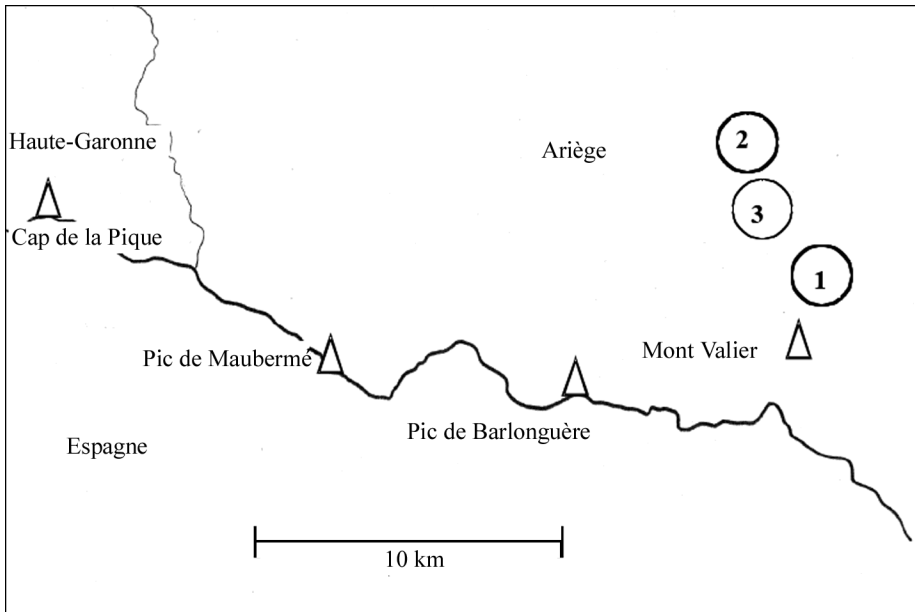 Haute-Garonne
Ariège
2
3
Cap de la Pique
1
Pic de Maubermé
Mont Valier
Pic de Barlonguère
Espagne
10 km